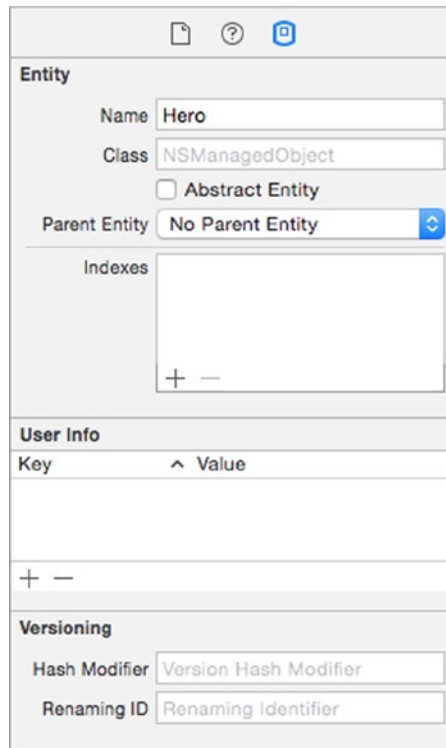 Entity
Name Hero
Class NSManagedObject
Abstract Entity
Parent Entity No Parent Entity
Indexes
User Info
Key Value
Versioning
Hash Modifier Version Hash Modifier
Renaming ID Renaming Identifier